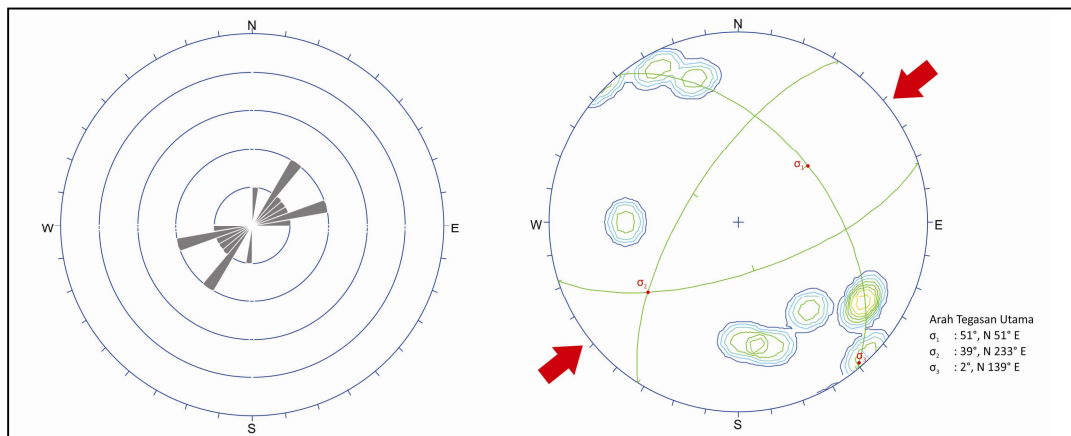 N
W
E
S
N
W
E
S
σ₁
σ₂
σ₃
Arah Tegasan Utama
σ₁ : 51°, N 51° E
σ₂ : 39°, N 233° E
σ₃ : 2°, N 139° E